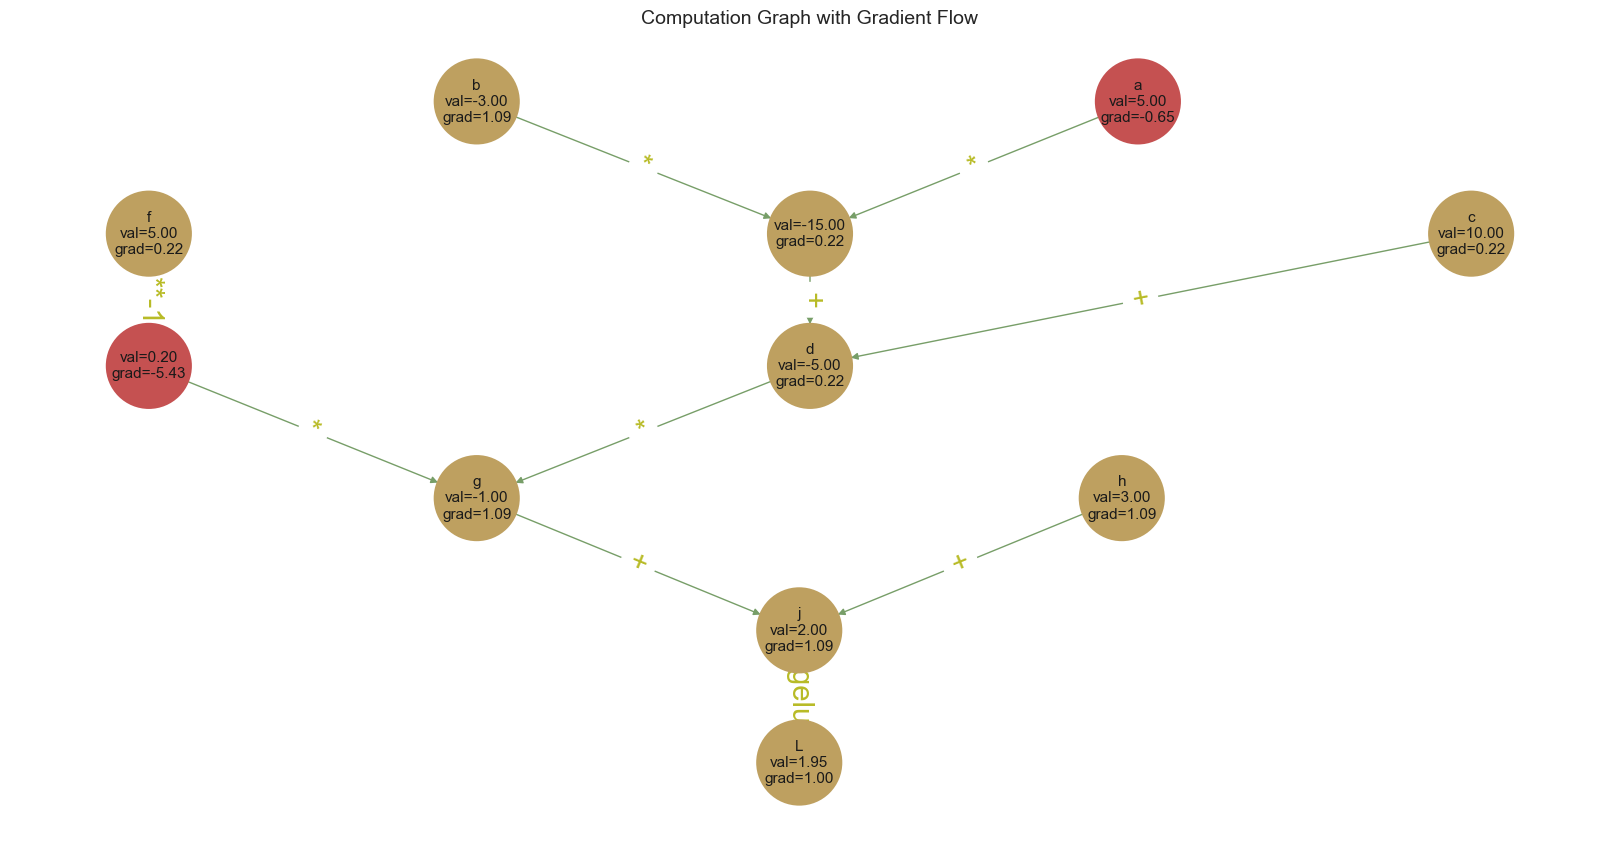 Computation Graph with Gradient Flow
b
val=-3.00
grad=1.09
a
val=5.00
grad=-0.65
*
*
f
val=5.00
grad=0.22
val=-15.00
grad=0.22
c
val=10.00
grad=0.22
**-1
+
+
val=0.20
grad=-5.43
d
val=-5.00
grad=0.22
*
*
g
val=-1.00
grad=1.09
h
val=3.00
grad=1.09
+
+
j
val=2.00
grad=1.09
gelu
L
val=1.95
grad=1.00